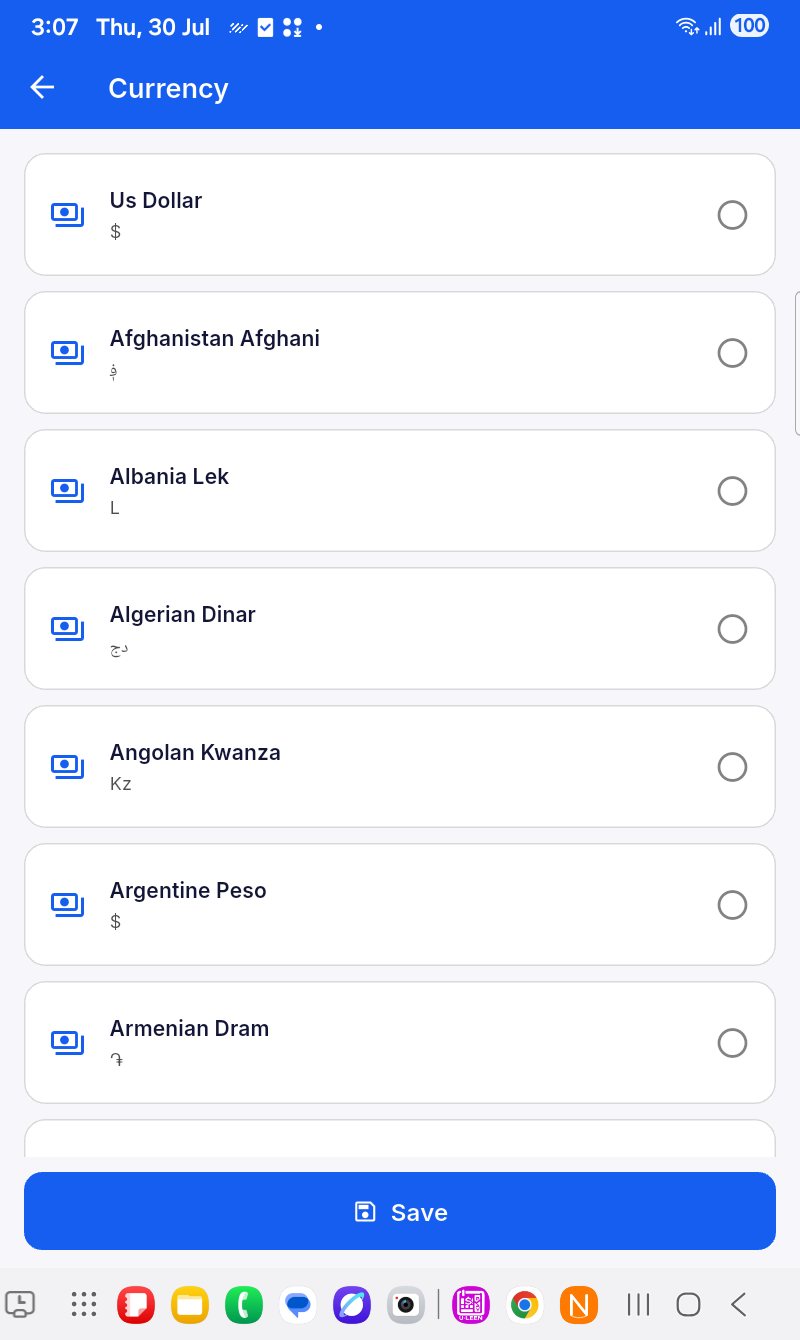 3:07 Thu, 30 Jul 100
Currency
Us Dollar
$
Afghanistan Afghani
؋
Albania Lek
L
Algerian Dinar
دج
Angolan Kwanza
Kz
Argentine Peso
$
Armenian Dram
֏
Save
U-LEEN